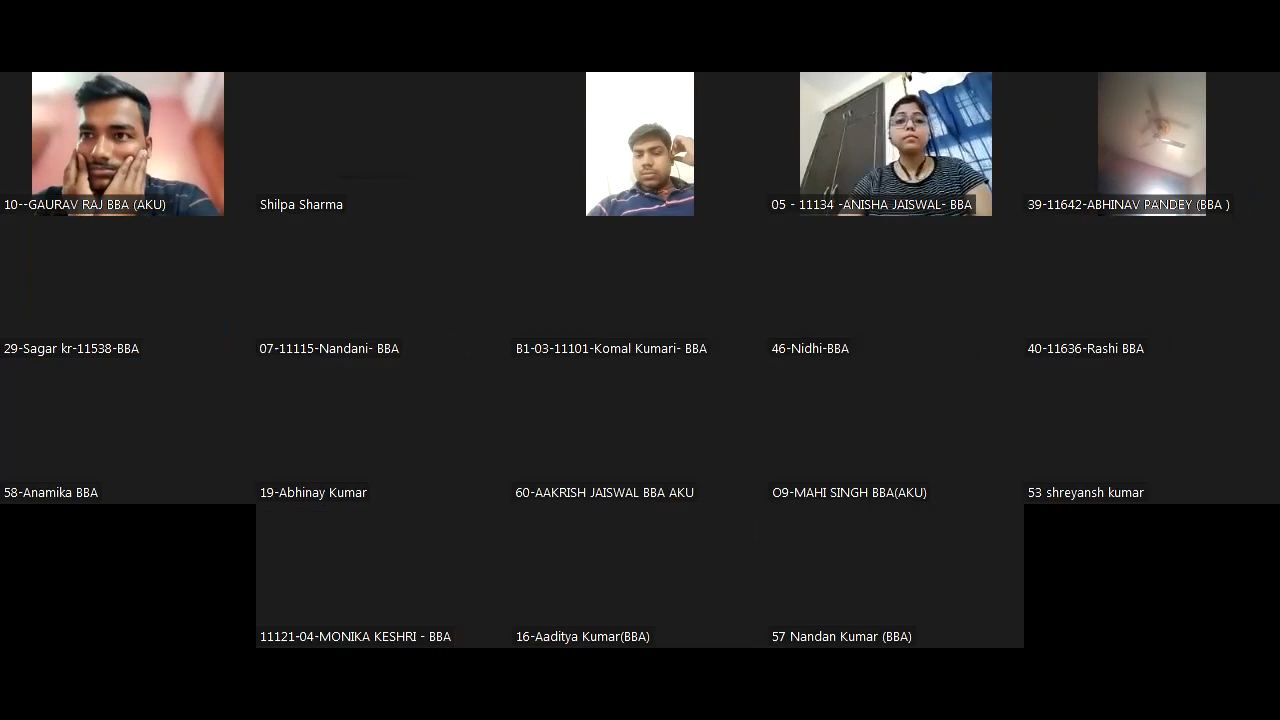 10--GAURAV RAJ BBA (AKU)
Shilpa Sharma
05 - 11134 -ANISHA JAISWAL- BBA
39-11642-ABHINAV PANDEY (BBA )
29-Sagar kr-11538-BBA
07-11115-Nandani- BBA
B1-03-11101-Komal Kumari- BBA
46-Nidhi-BBA
40-11636-Rashi BBA
58-Anamika BBA
19-Abhinay Kumar
60-AAKRISH JAISWAL BBA AKU
O9-MAHI SINGH BBA(AKU)
53 shreyansh kumar
11121-04-MONIKA KESHRI - BBA
16-Aaditya Kumar(BBA)
57 Nandan Kumar (BBA)